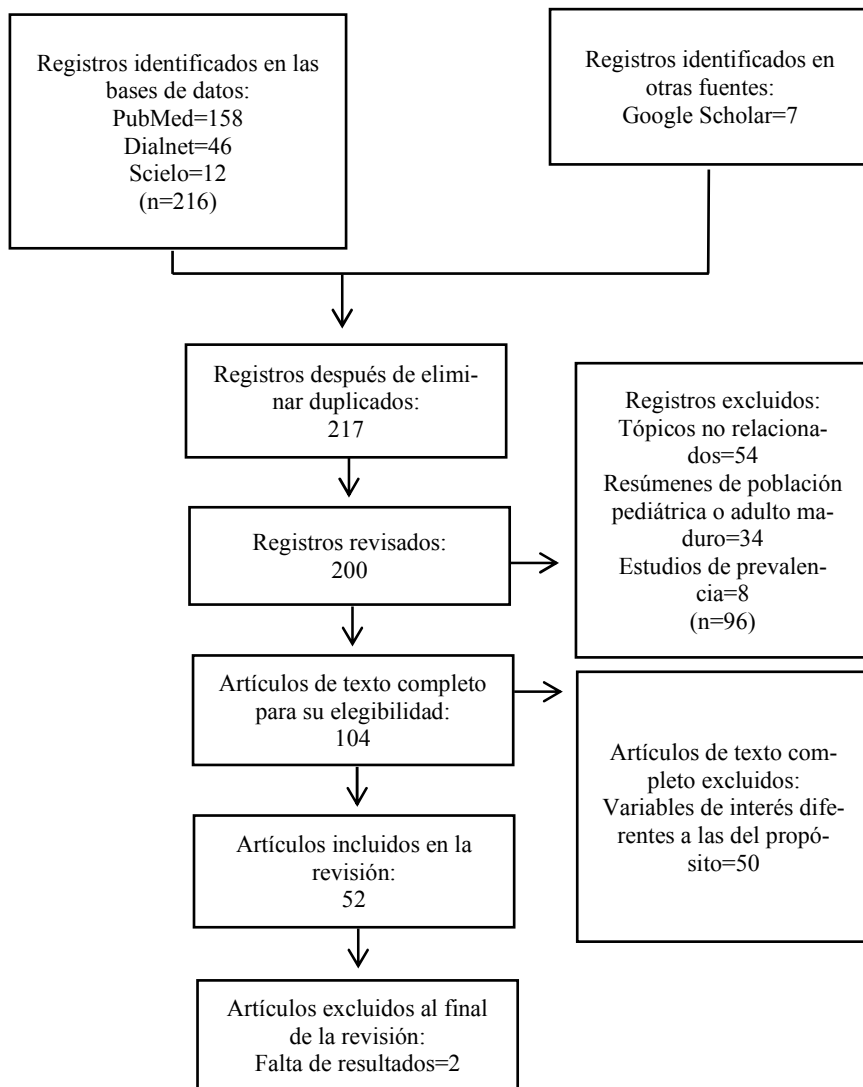 Registros identificados en las
bases de datos:
PubMed=158
Dialnet=46
Scielo=12
(n=216)
Registros identificados en
otras fuentes:
Google Scholar=7
Registros después de elimi-
nar duplicados:
217
Registros excluidos:
Tópicos no relaciona-
dos=54
Resúmenes de población
pediátrica o adulto ma-
duro=34
Estudios de prevalen-
cia=8
(n=96)
Registros revisados:
200
Artículos de texto completo
para su elegibilidad:
104
Artículos de texto com-
pleto excluidos:
Variables de interés dife-
rentes a las del propó-
sito=50
Artículos incluidos en la
revisión:
52
Artículos excluidos al final
de la revisión:
Falta de resultados=2